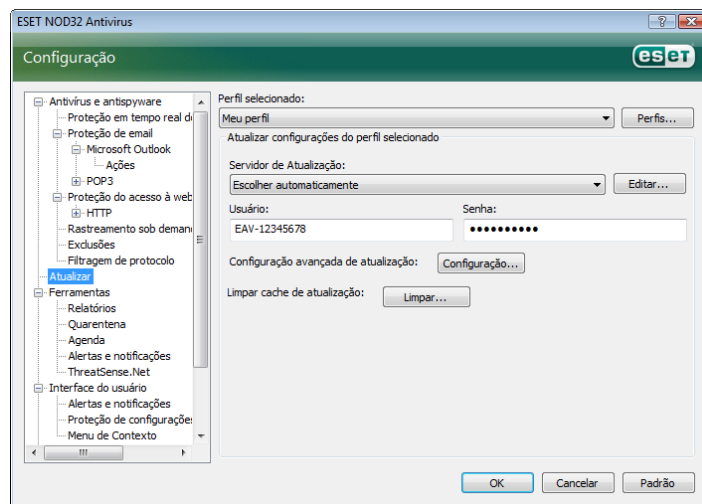 ESET NOD32 Antivirus
Configuração
eseT
Antivírus e antispyware
Proteção em tempo real d
Proteção de email
Microsoft Outlook
Ações
POP3
Proteção do acesso à web
HTTP
Rastreamento sob deman
Exclusões
Filtragem de protocolo
Atualizar
Ferramentas
Relatórios
Quarentena
Agenda
Alertas e notificações
ThreatSense.Net
Interface do usuário
Alertas e notificações
Proteção de configurações
Menu de Contexto
Perfil selecionado:
Meu perfil
Perfis...
Atualizar configurações do perfil selecionado
Servidor de Atualização:
Escolher automaticamente
Editar...
Usuário: Senha:
EAV-12345678 ●●●●●●●●●●
Configuração avançada de atualização: Configuração...
Limpar cache de atualização: Limpar...
OK Cancelar Padrão